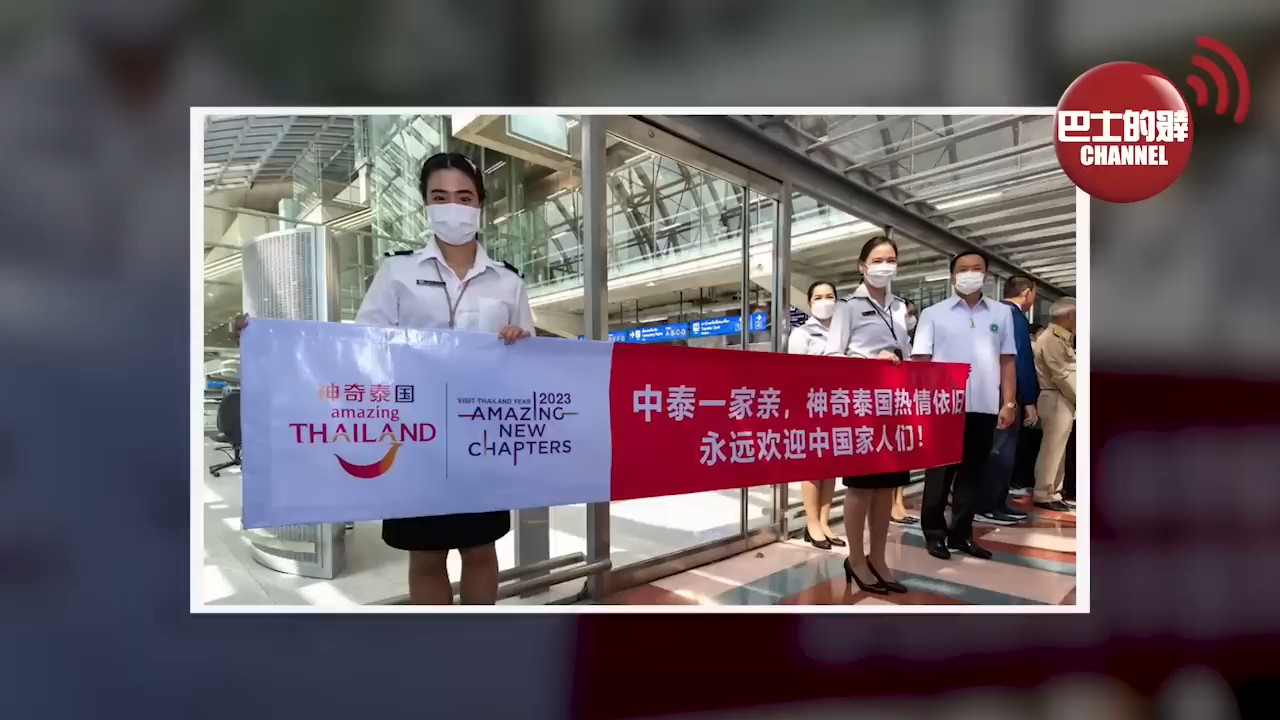 巴士的報
CHANNEL
神奇泰国
amazing
THAILAND
VISIT THAILAND YEAR 2023
AMAZING
NEW
CHAPTERS
中泰一家亲，神奇泰国热情依旧
永远欢迎中国家人们！